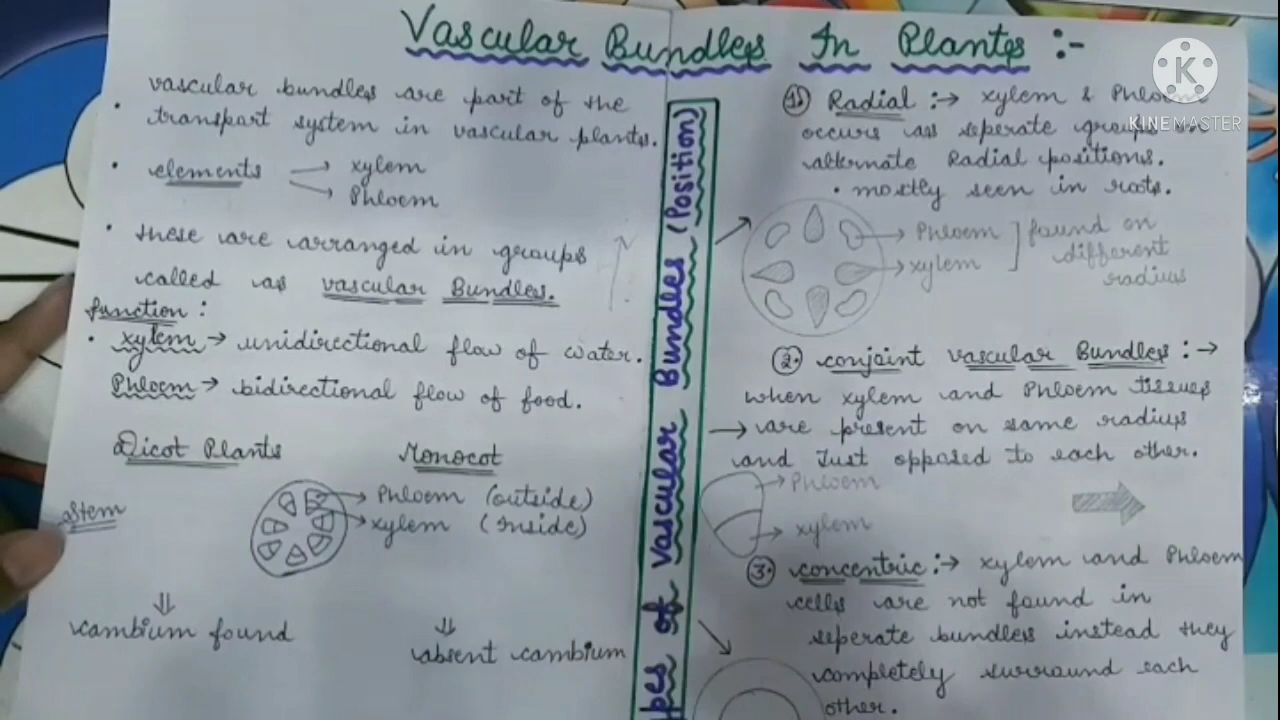 Vascular Bundles In Plants :-
vascular bundles are part of the
transpart system in vascular plants.
elements → xylem
→ Phloem
these are arranged in groups
called as vascular Bundles.
function :
xylem → unidirectional flow of water.
Phloem → bidirectional flow of food.
Dicot Plants
Monocot
stem
Phloem (outside)
xylem (inside)
⇓
cambium found
⇓
absent cambium
pes of Vascular Bundles (Position)
1. Radial :→ xylem & Phloem
occurs as seperate groups on
alternate Radial positions.
• mostly seen in roots.
→ Phloem ] found on
→ xylem different
radius
2. conjoint vascular Bundles :→
when xylem and Phloem tissues
→ are present on same radius
and Just opposed to each other.
→ Phloem
→ xylem
3. concentric :→ xylem and Phloem
cells are not found in
seperate bundles instead they
completely surround each
other.
K
KINEMASTER